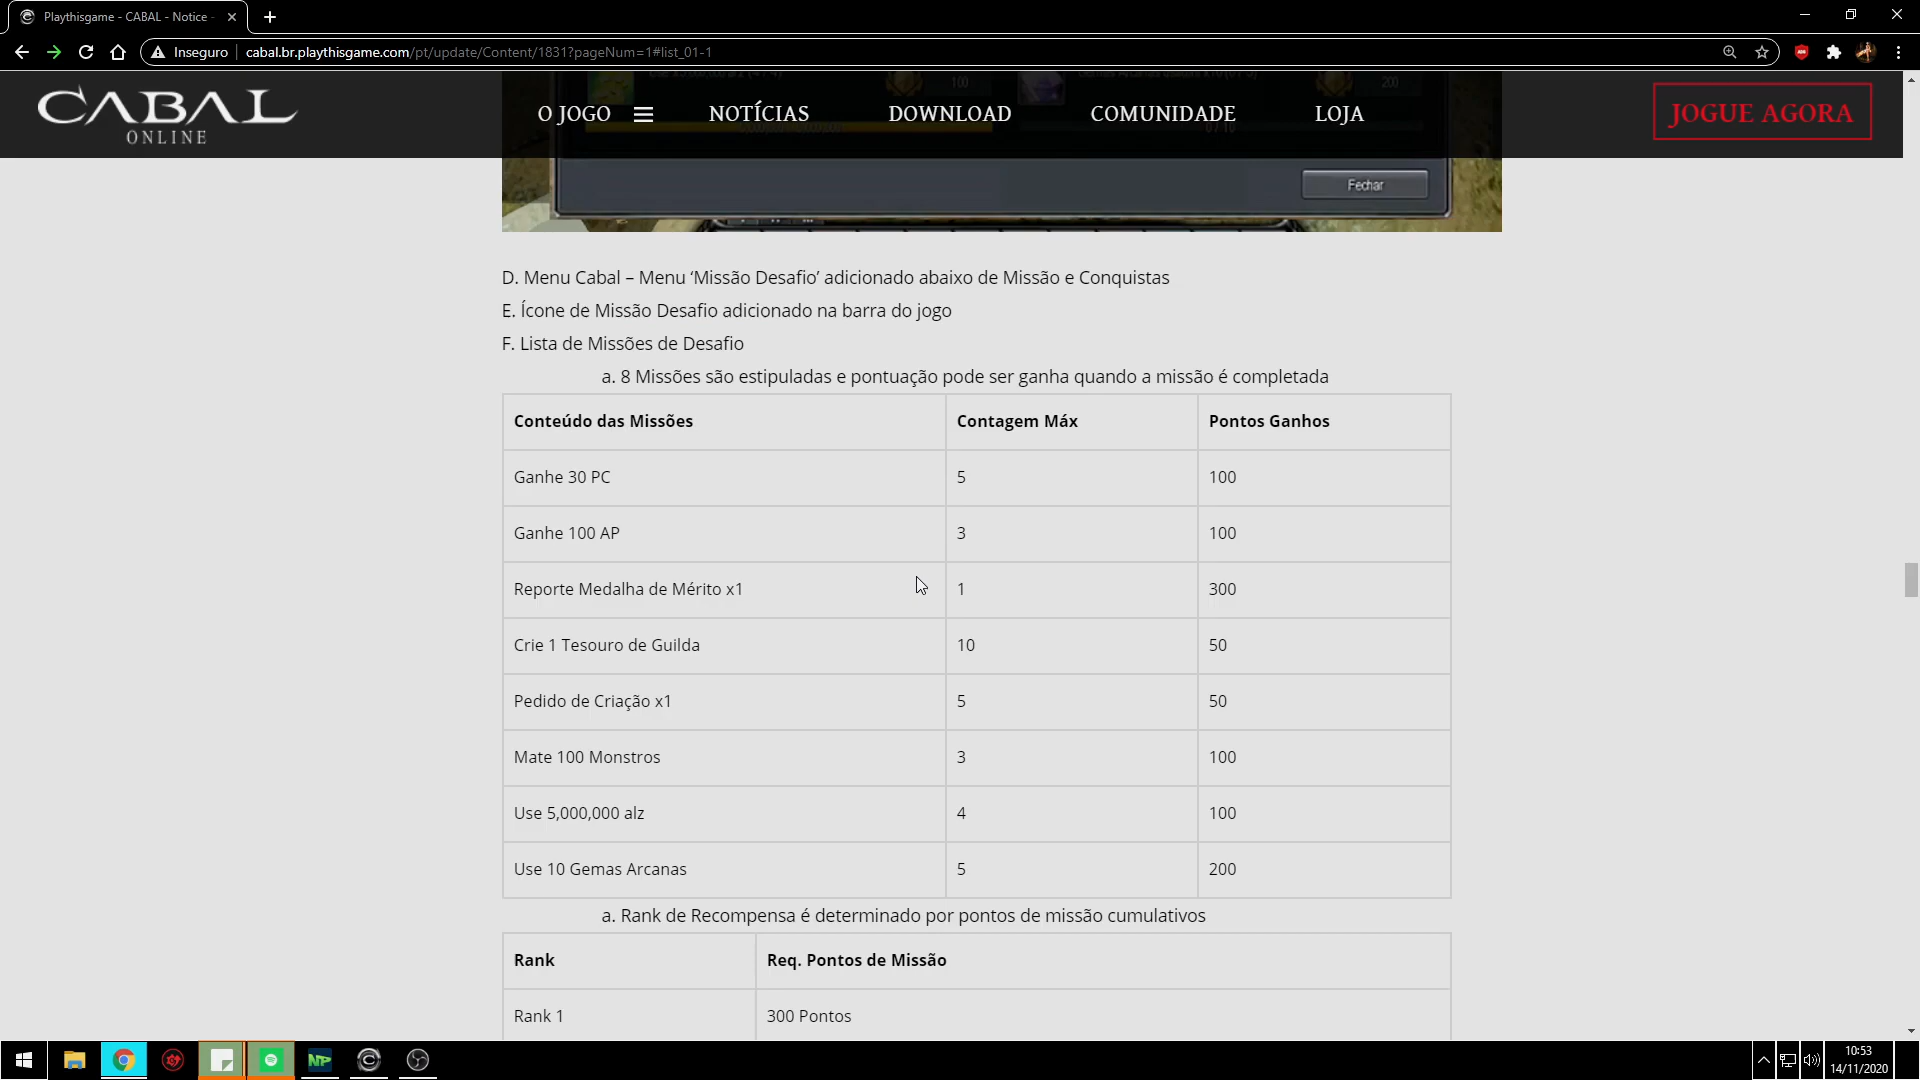 Playthisgame - CABAL - Notice -
Inseguro
cabal.br.playthisgame.com/pt/update/Content/1831?pageNum=1#list_01-1
CABAL
ONLINE
O JOGO
NOTÍCIAS
DOWNLOAD
COMUNIDADE
LOJA
JOGUE AGORA
100
200
Fechar
D. Menu Cabal – Menu ‘Missão Desafio’ adicionado abaixo de Missão e Conquistas
E. Ícone de Missão Desafio adicionado na barra do jogo
F. Lista de Missões de Desafio
a. 8 Missões são estipuladas e pontuação pode ser ganha quando a missão é completada
Conteúdo das Missões Contagem Máx Pontos Ganhos
Ganhe 30 PC 5 100
Ganhe 100 AP 3 100
Reporte Medalha de Mérito x1 1 300
Crie 1 Tesouro de Guilda 10 50
Pedido de Criação x1 5 50
Mate 100 Monstros 3 100
Use 5,000,000 alz 4 100
Use 10 Gemas Arcanas 5 200
a. Rank de Recompensa é determinado por pontos de missão cumulativos
Rank Req. Pontos de Missão
Rank 1 300 Pontos
NP
10:53
14/11/2020